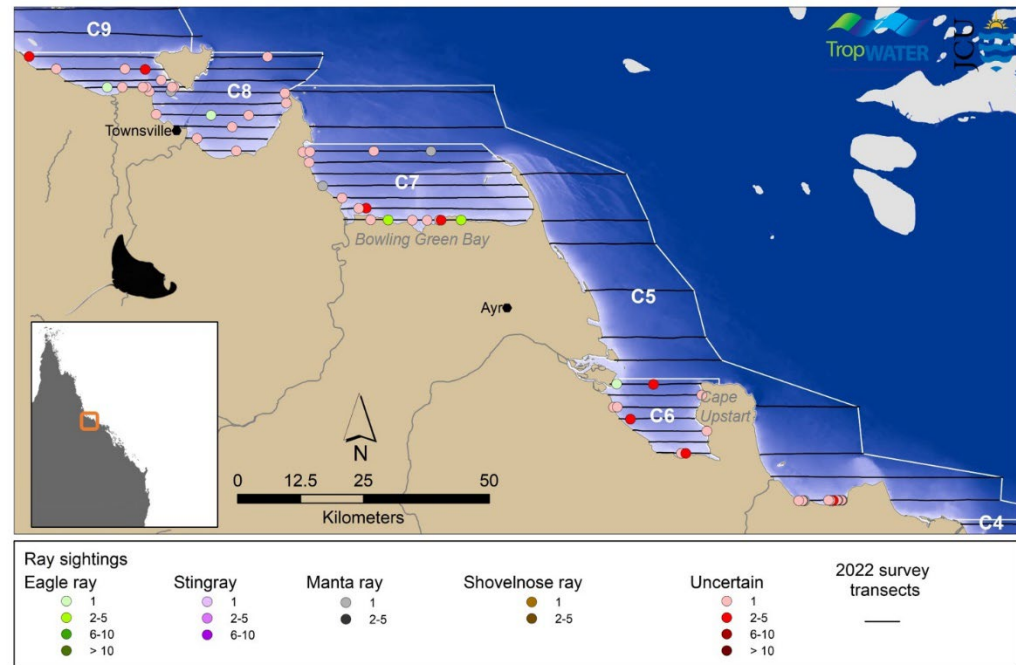 C9
TropWATER
JCU
C8
Townsville
C7
Bowling Green Bay
C5
Ayr
C6
Cape
Upstart
N
0 12.5 25 50
Kilometers
C4
Ray sightings
Eagle ray Stingray Manta ray Shovelnose ray Uncertain 2022 survey
transects
1 1 1 1 1
2-5 2-5 2-5 2-5 2-5
6-10 6-10 6-10
> 10 > 10